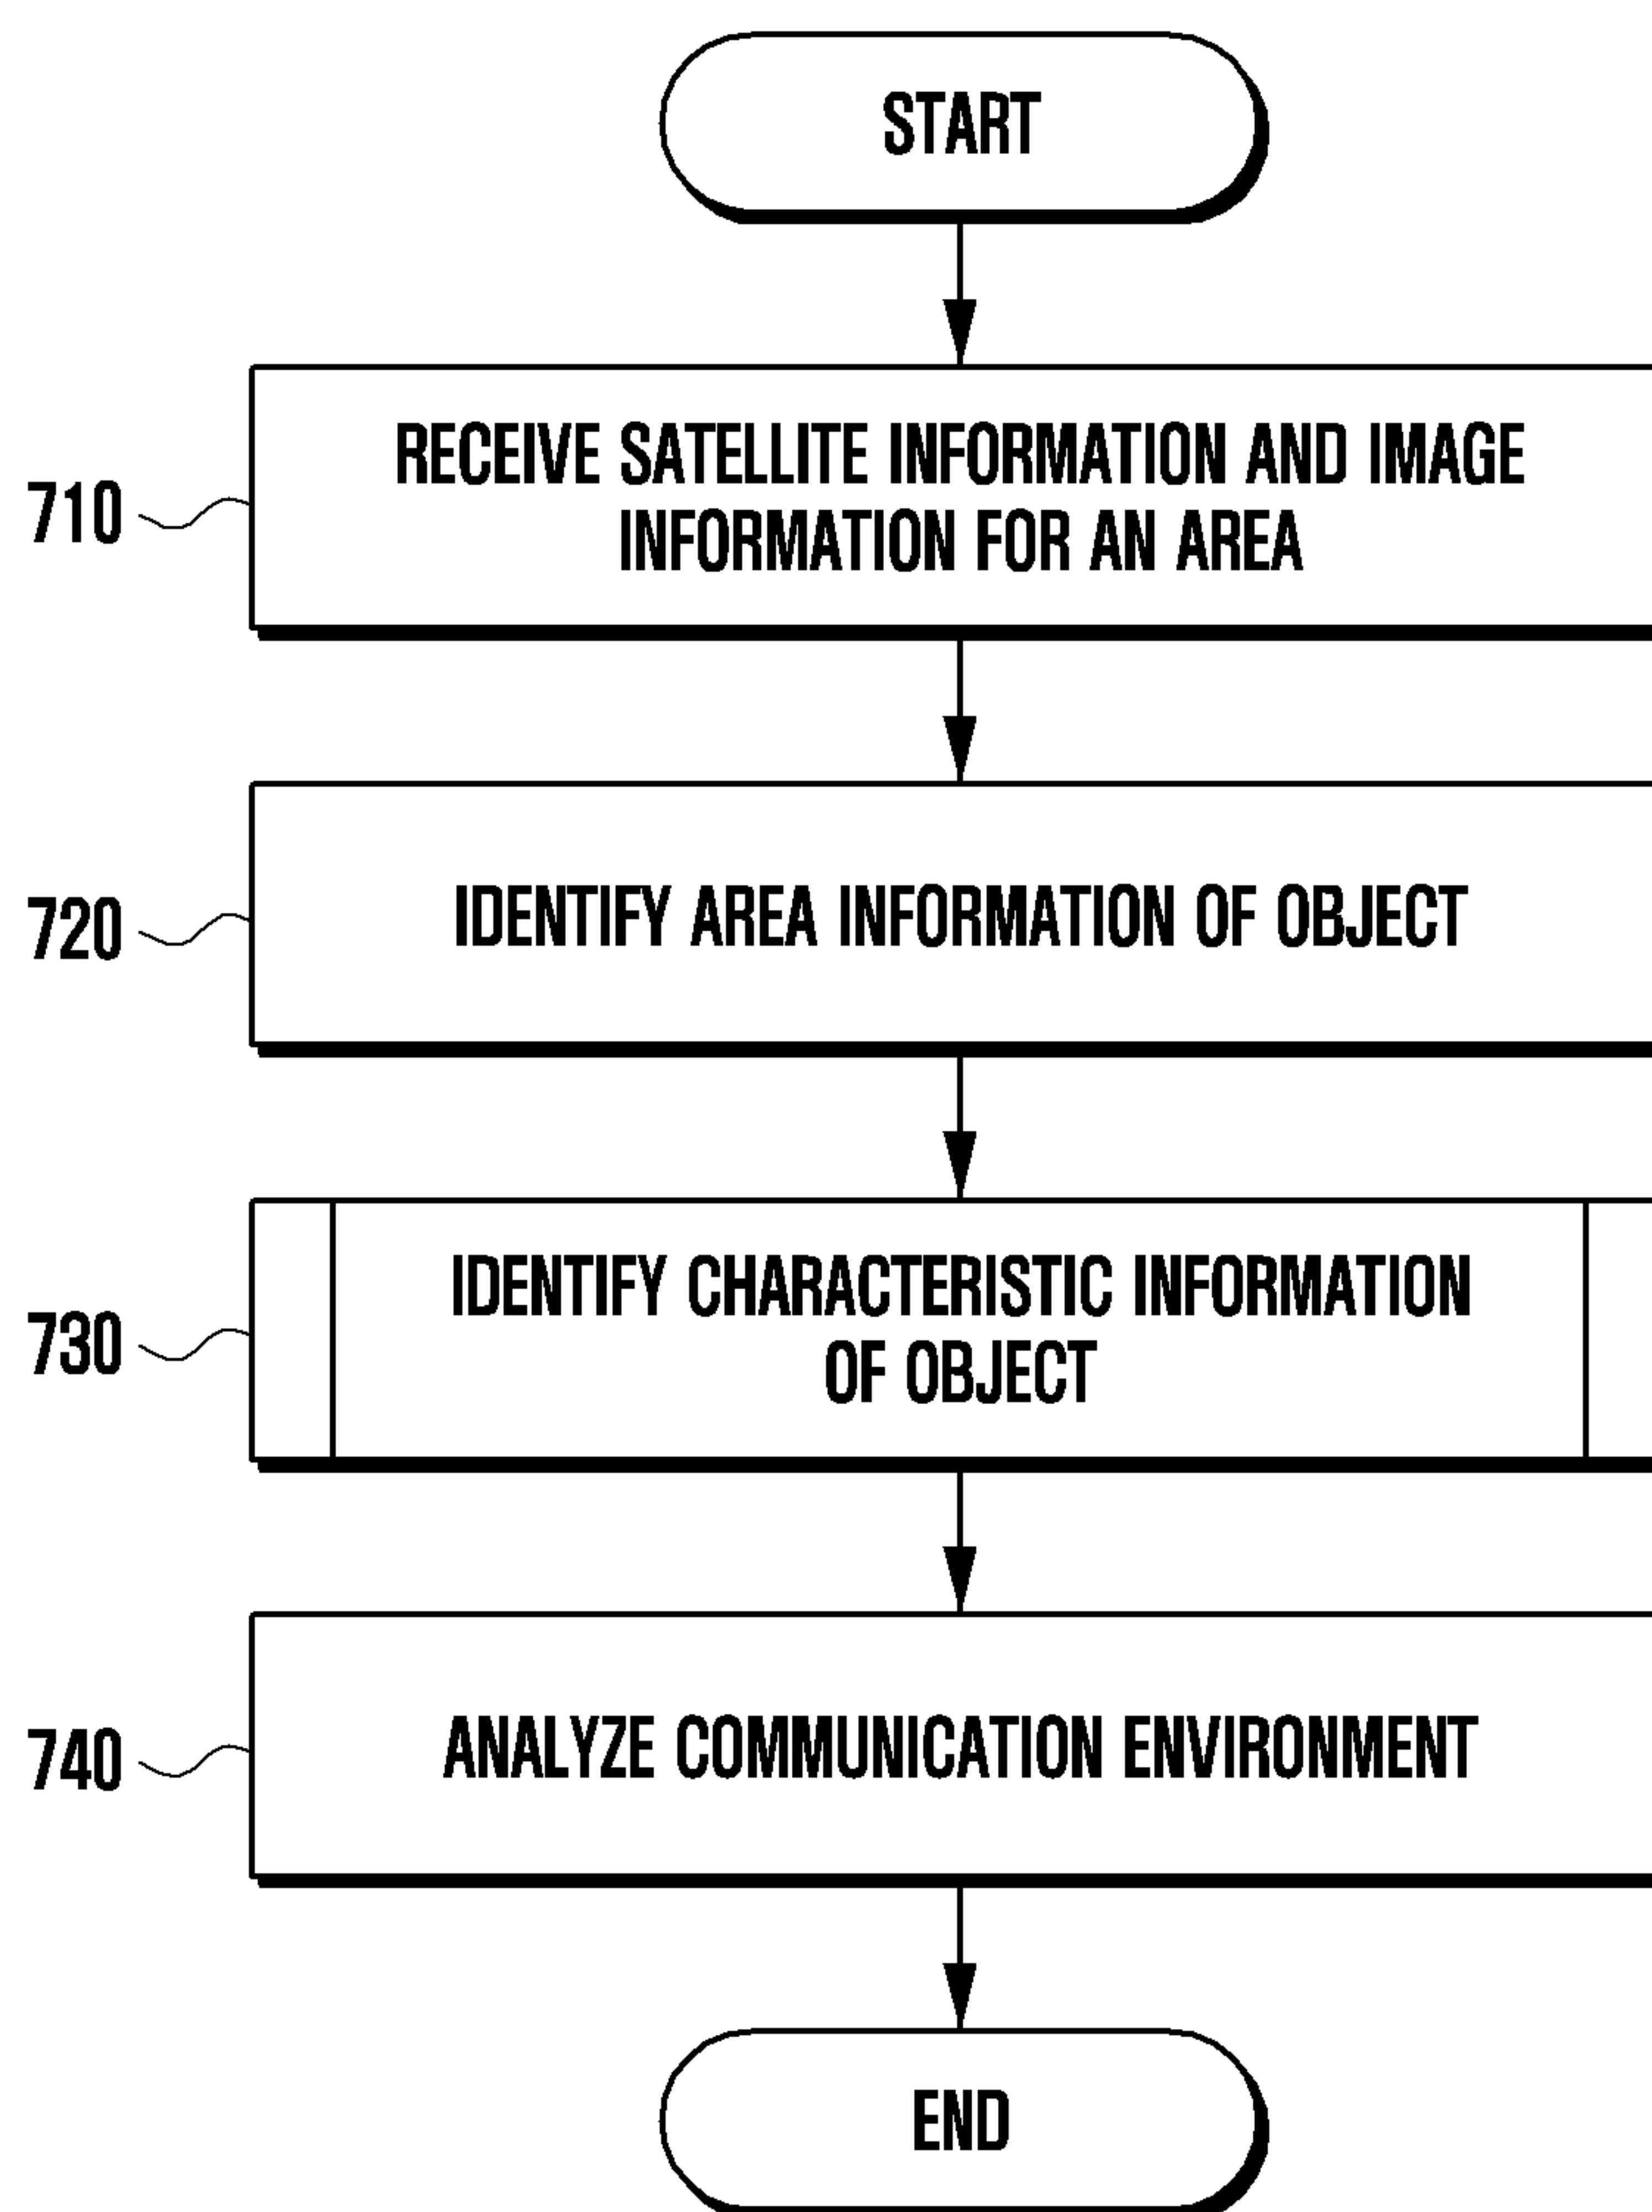 START
710
RECEIVE SATELLITE INFORMATION AND IMAGE
INFORMATION FOR AN AREA
720
IDENTIFY AREA INFORMATION OF OBJECT
730
IDENTIFY CHARACTERISTIC INFORMATION
OF OBJECT
740
ANALYZE COMMUNICATION ENVIRONMENT
END